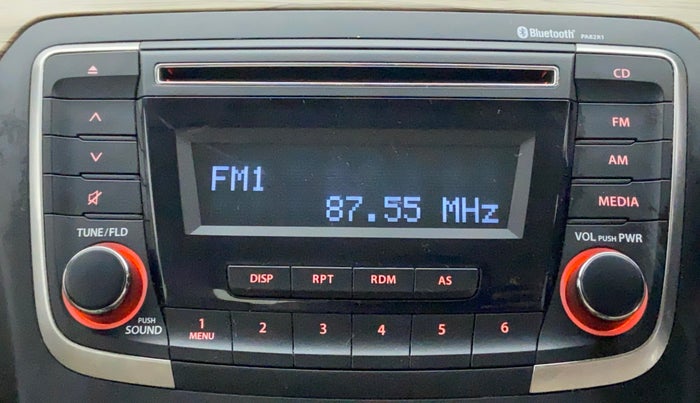 Bluetooth® PA82R1
CD
FM
FM1
AM
87.55 MHz
MEDIA
TUNE/FLD
VOL PUSH PWR
DISP RPT RDM AS
PUSH SOUND
1 MENU 2 3 4 5 6